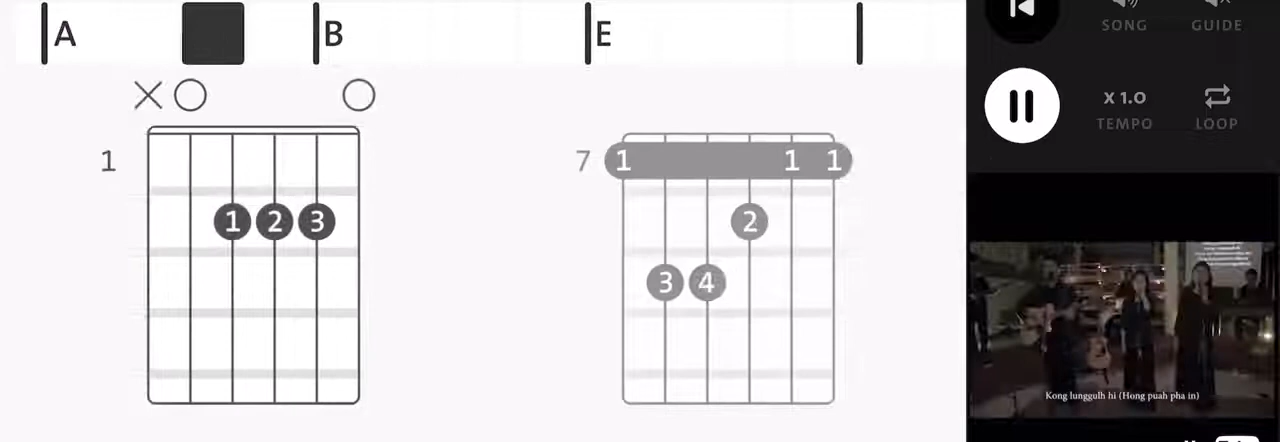 A B E
SONG GUIDE
X 1.0
TEMPO LOOP
1
1 2 3
7
1 1 1
2
3 4
Kong lunggulh hi (Hong puah pha in)